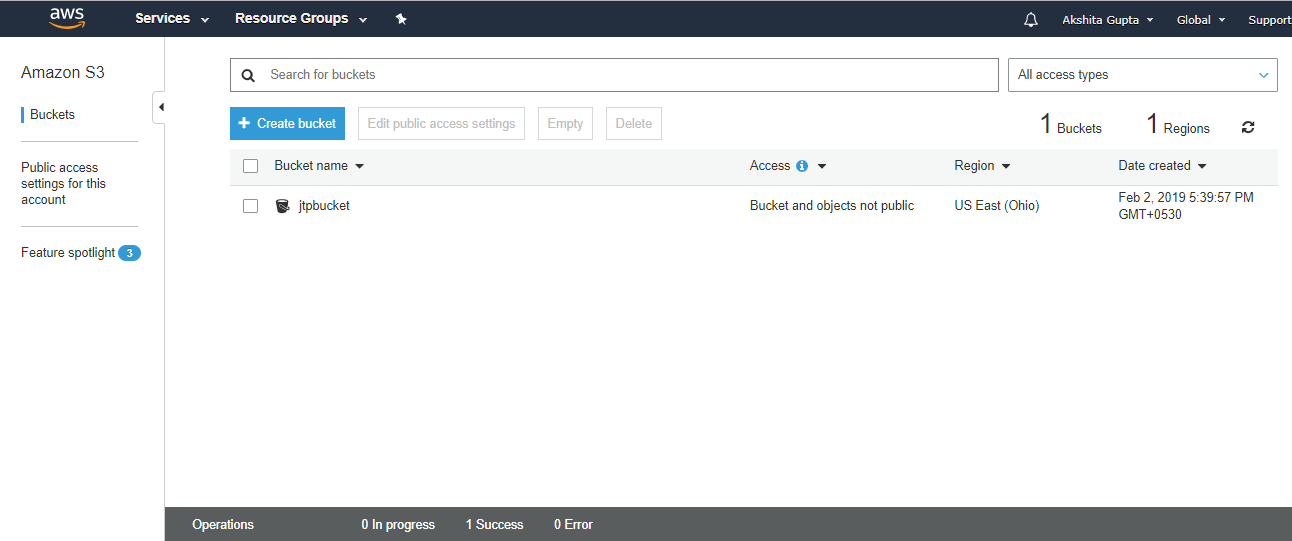 aws Services Resource Groups Akshita Gupta Global Support
Amazon S3
Buckets
Public access
settings for this
account
Feature spotlight 3
Search for buckets All access types
+ Create bucket Edit public access settings Empty Delete 1 Buckets 1 Regions
Bucket name Access Region Date created
jtpbucket Bucket and objects not public US East (Ohio) Feb 2, 2019 5:39:57 PM
GMT+0530
Operations 0 In progress 1 Success 0 Error